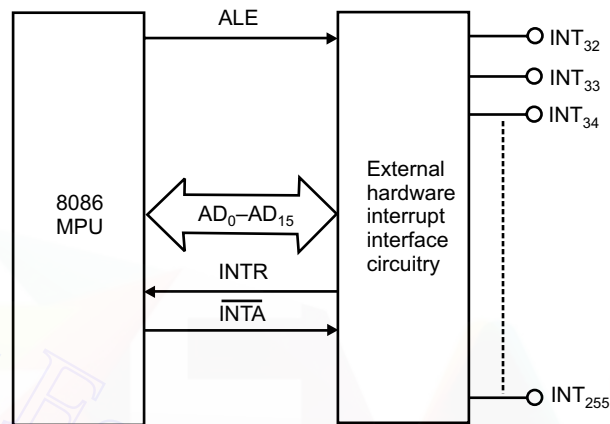 ALE
INT32
INT33
INT34
8086
MPU
AD0–AD15
External
hardware
interrupt
interface
circuitry
INTR
INTA
INT255